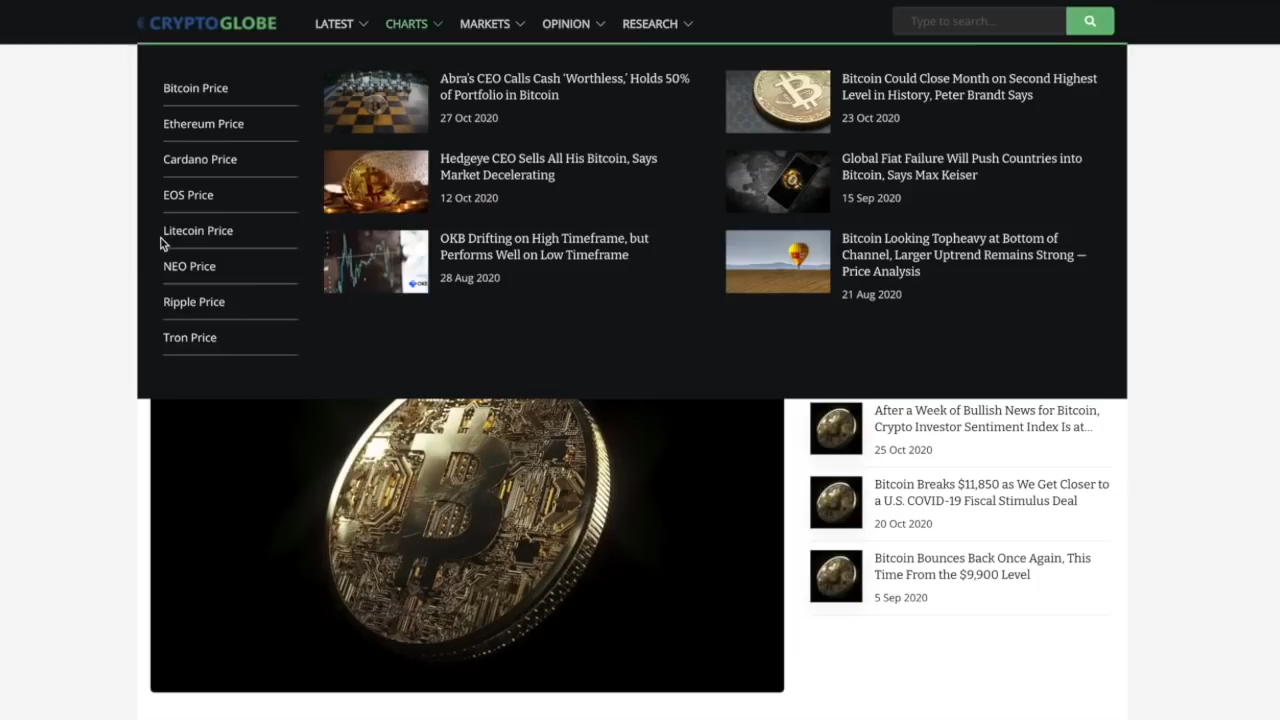 CRYPTOGLOBE
LATEST
CHARTS
MARKETS
OPINION
RESEARCH
Type to search...
Bitcoin Price
Ethereum Price
Cardano Price
EOS Price
Litecoin Price
NEO Price
Ripple Price
Tron Price
Abra's CEO Calls Cash 'Worthless,' Holds 50%
of Portfolio in Bitcoin
27 Oct 2020
Hedgeye CEO Sells All His Bitcoin, Says
Market Decelerating
12 Oct 2020
OKB Drifting on High Timeframe, but
Performs Well on Low Timeframe
28 Aug 2020
OKB
Bitcoin Could Close Month on Second Highest
Level in History, Peter Brandt Says
23 Oct 2020
Global Fiat Failure Will Push Countries into
Bitcoin, Says Max Keiser
15 Sep 2020
Bitcoin Looking Topheavy at Bottom of
Channel, Larger Uptrend Remains Strong —
Price Analysis
21 Aug 2020
After a Week of Bullish News for Bitcoin,
Crypto Investor Sentiment Index Is at...
25 Oct 2020
Bitcoin Breaks $11,850 as We Get Closer to
a U.S. COVID-19 Fiscal Stimulus Deal
20 Oct 2020
Bitcoin Bounces Back Once Again, This
Time From the $9,900 Level
5 Sep 2020